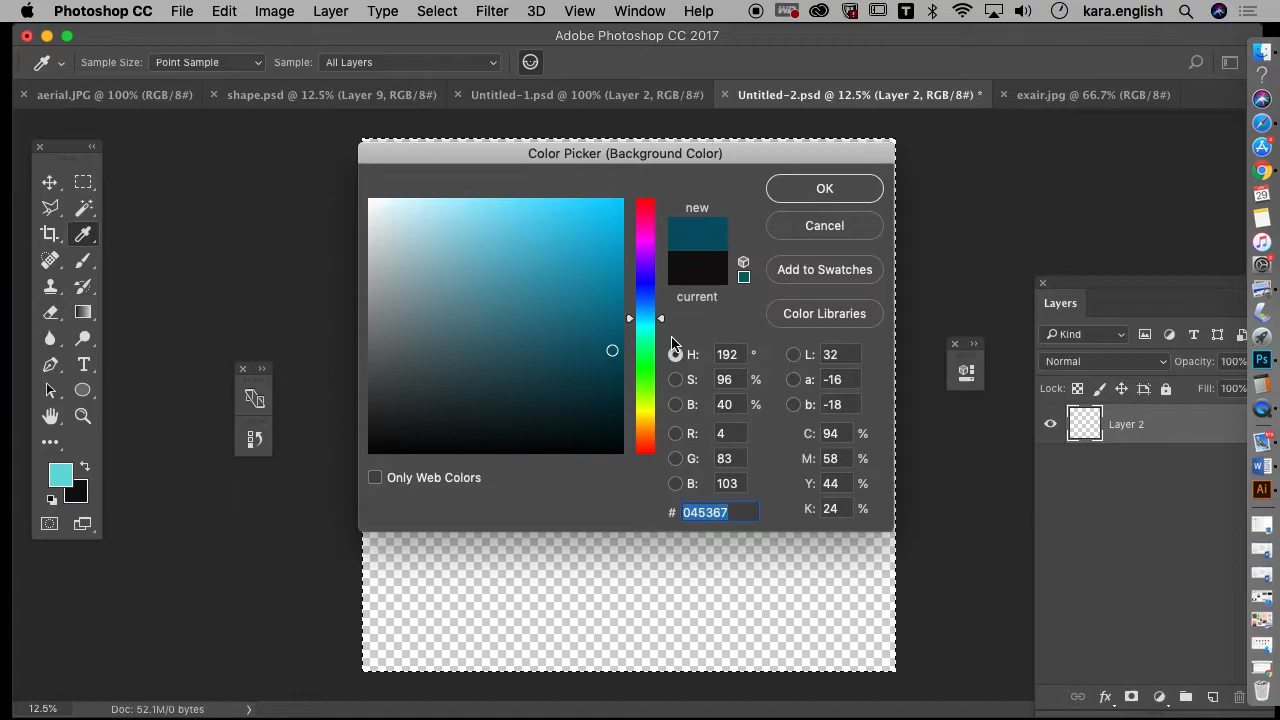 Photoshop CC File Edit Image Layer Type Select Filter 3D View Window Help kara.english
Adobe Photoshop CC 2017
Sample Size: Point Sample Sample: All Layers
aerial.JPG @ 100% (RGB/8#) shape.psd @ 12.5% (Layer 9, RGB/8#) Untitled-1.psd @ 100% (Layer 2, RGB/8#) Untitled-2.psd @ 12.5% (Layer 2, RGB/8#) * exair.jpg @ 66.7% (RGB/8#)
Color Picker (Background Color)
new
current
OK
Cancel
Add to Swatches
Color Libraries
H: 192 ° L: 32
S: 96 % a: -16
B: 40 % b: -18
R: 4 C: 94 %
G: 83 M: 58 %
B: 103 Y: 44 %
# 045367 K: 24 %
Only Web Colors
Layers
Kind
Normal Opacity: 100%
Lock: Fill: 100%
Layer 2
12.5% Doc: 52.1M/0 bytes